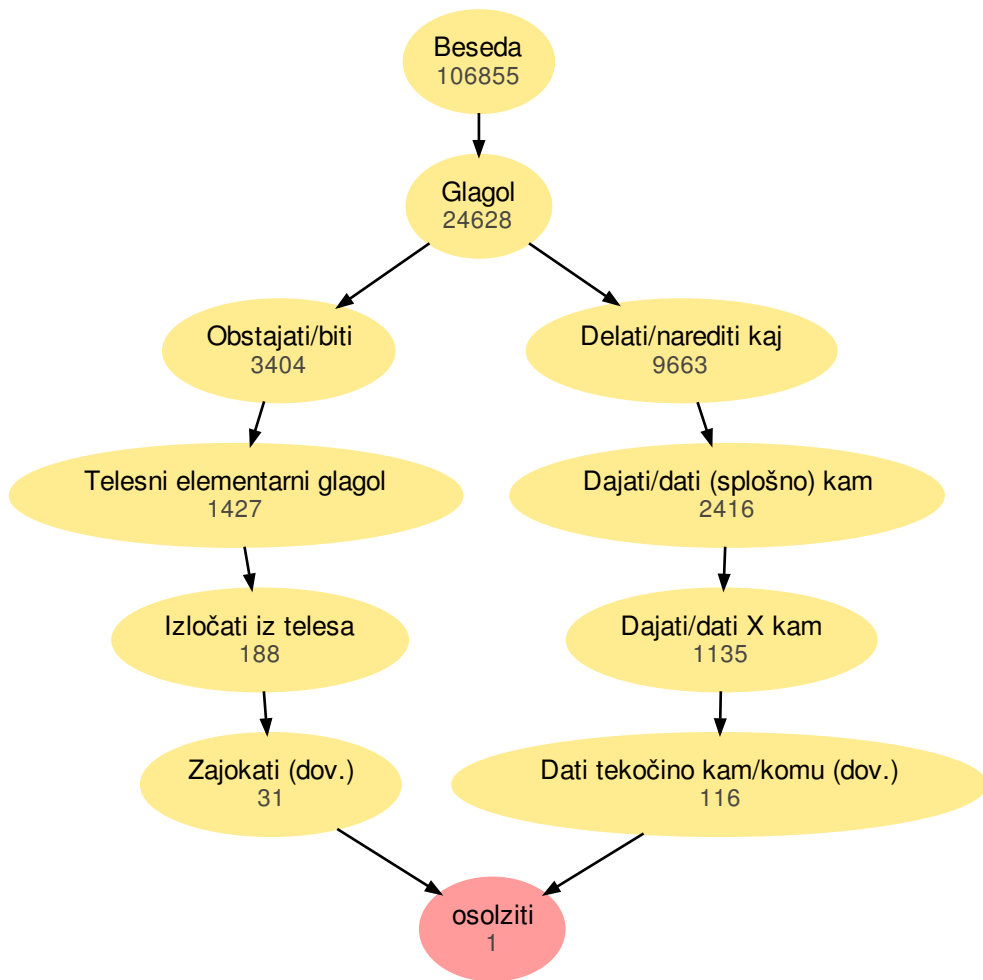 Beseda
106855
Glagol
24628
Obstajati/biti
3404
Delati/narediti kaj
9663
Telesni elementarni glagol
1427
Dajati/dati (splošno) kam
2416
Izločati iz telesa
188
Dajati/dati X kam
1135
Zajokati (dov.)
31
Dati tekočino kam/komu (dov.)
116
osolziti
1